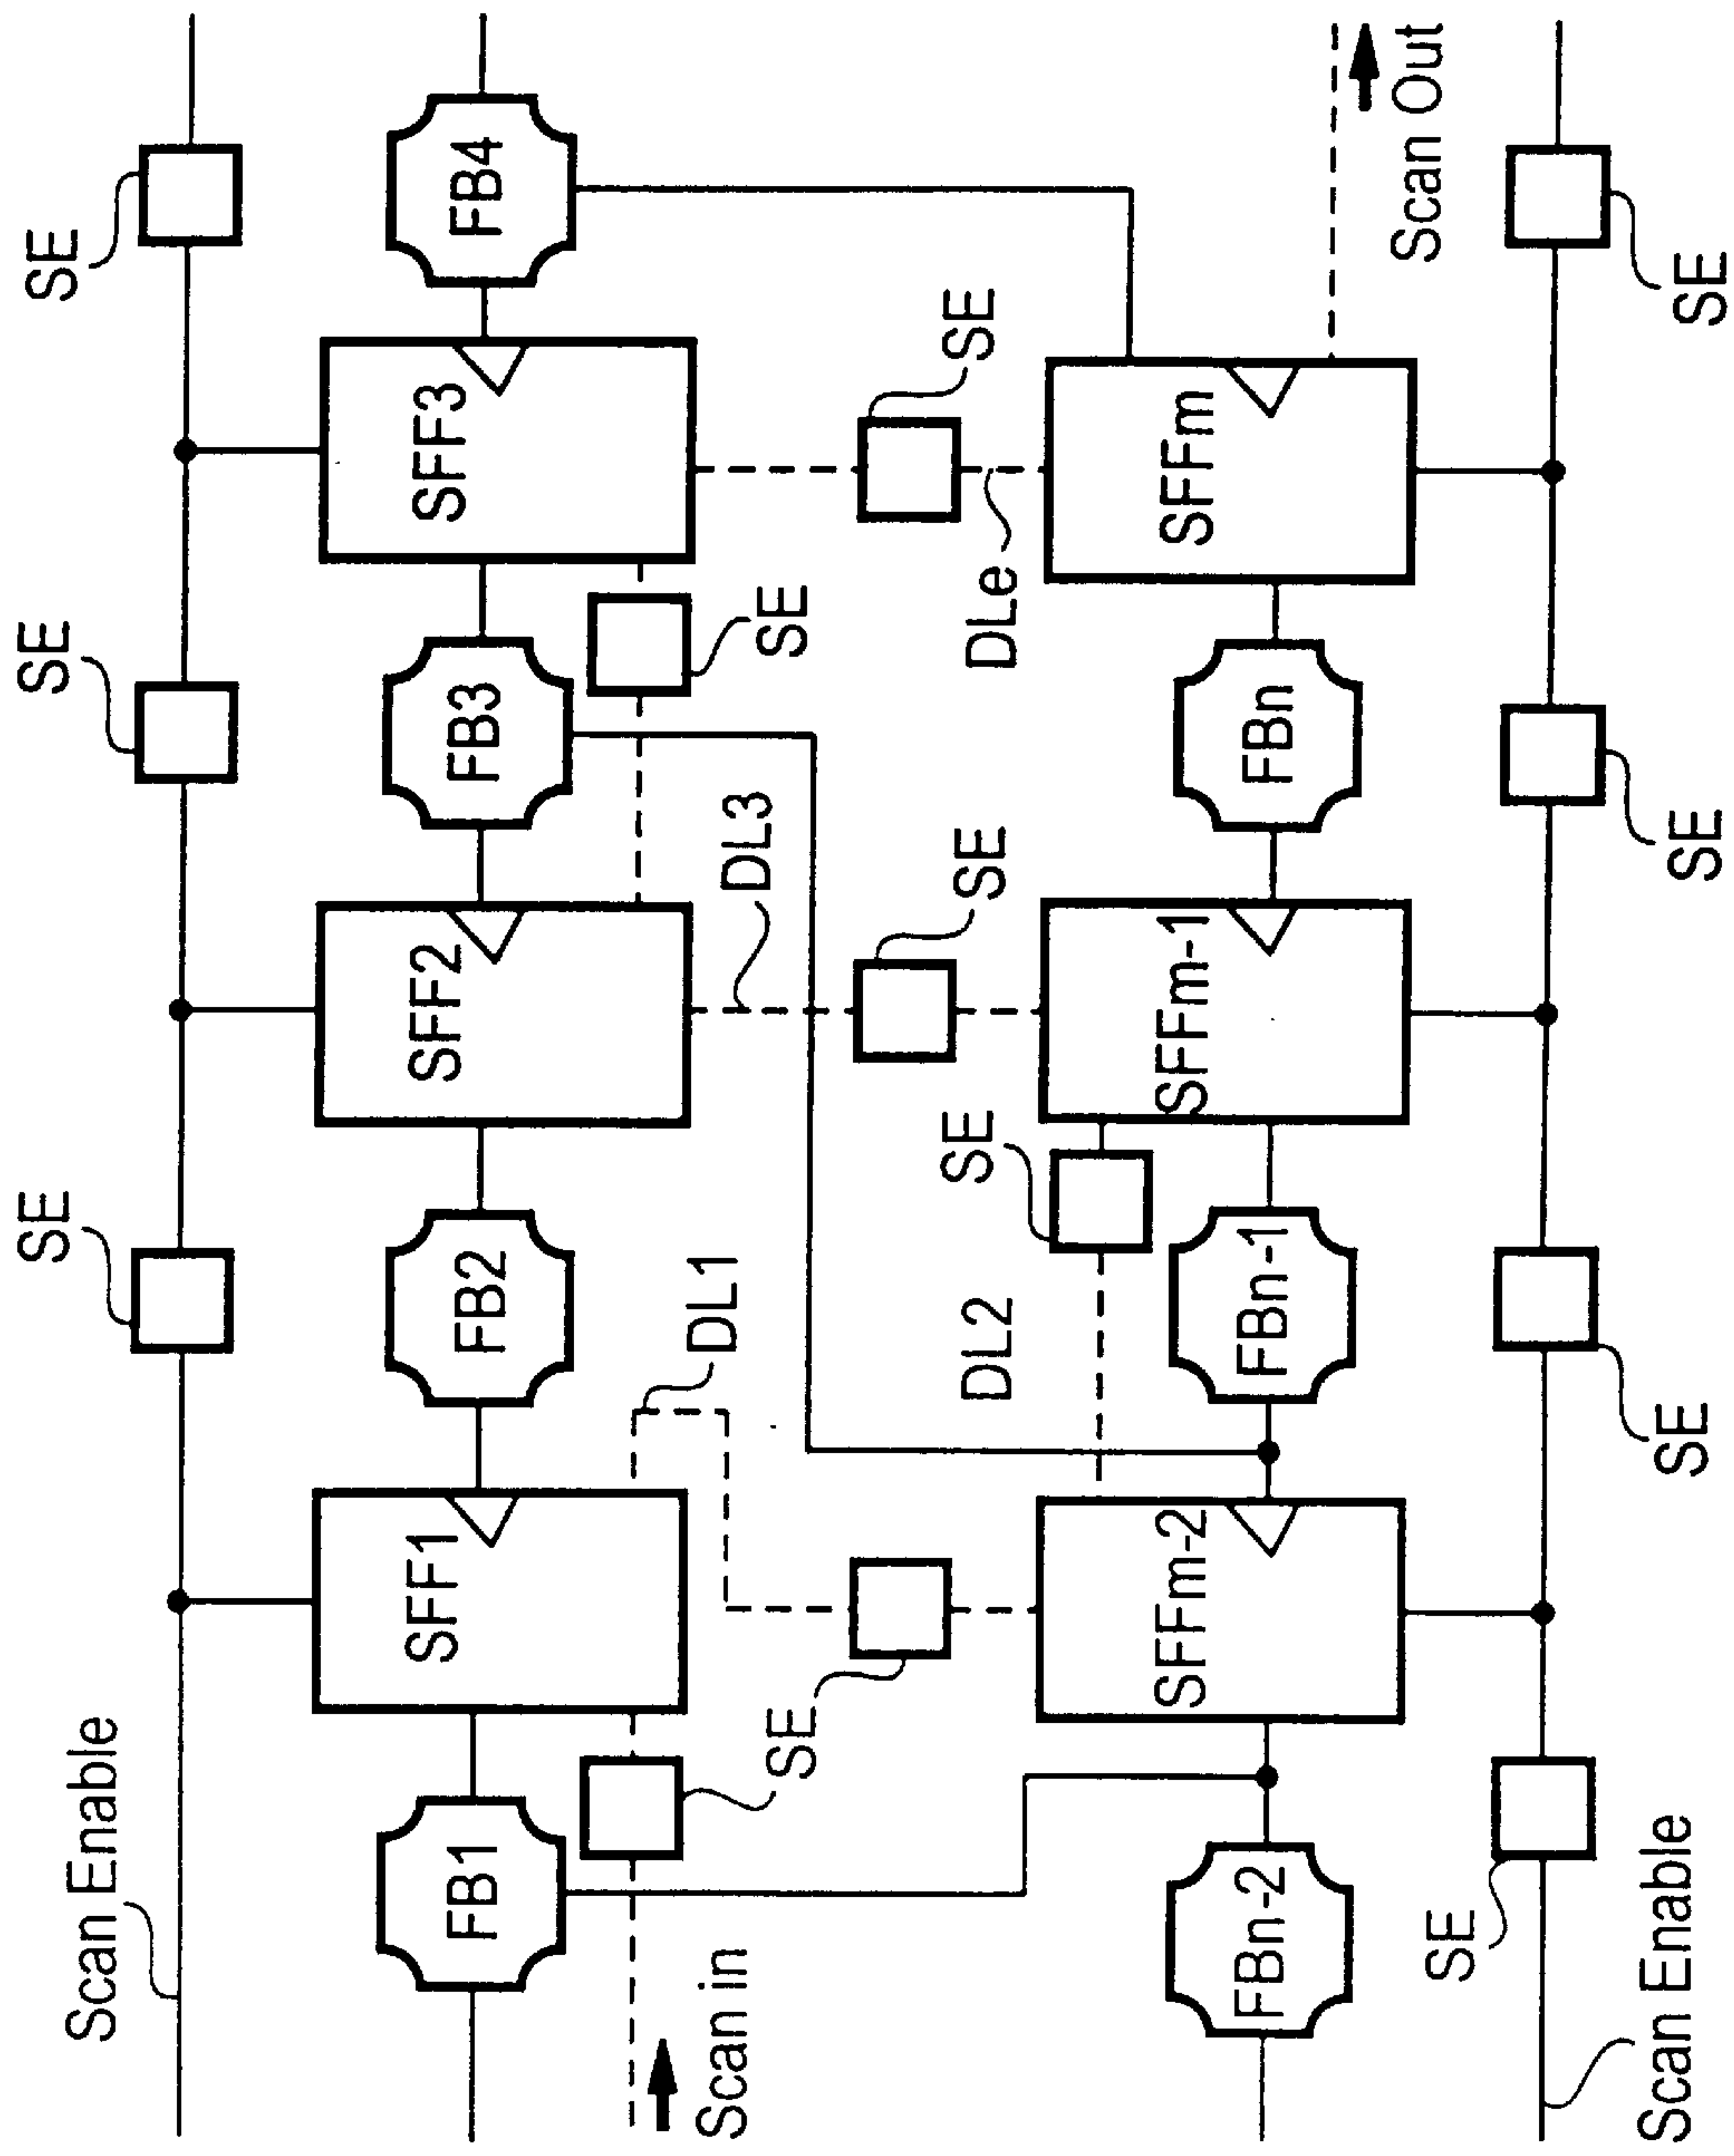 Scan Enable
SE
SE
SE
FB1
SFF1
FB2
SFF2
FB3
SFF3
FB4
Scan in
SE
DL1
DL3
SE
DL2
SE
SE
DLe
SE
FBn-2
SFFm-2
FBn-1
SFFm-1
FBn
SFFm
Scan Out
SE
Scan Enable
SE
SE
SE